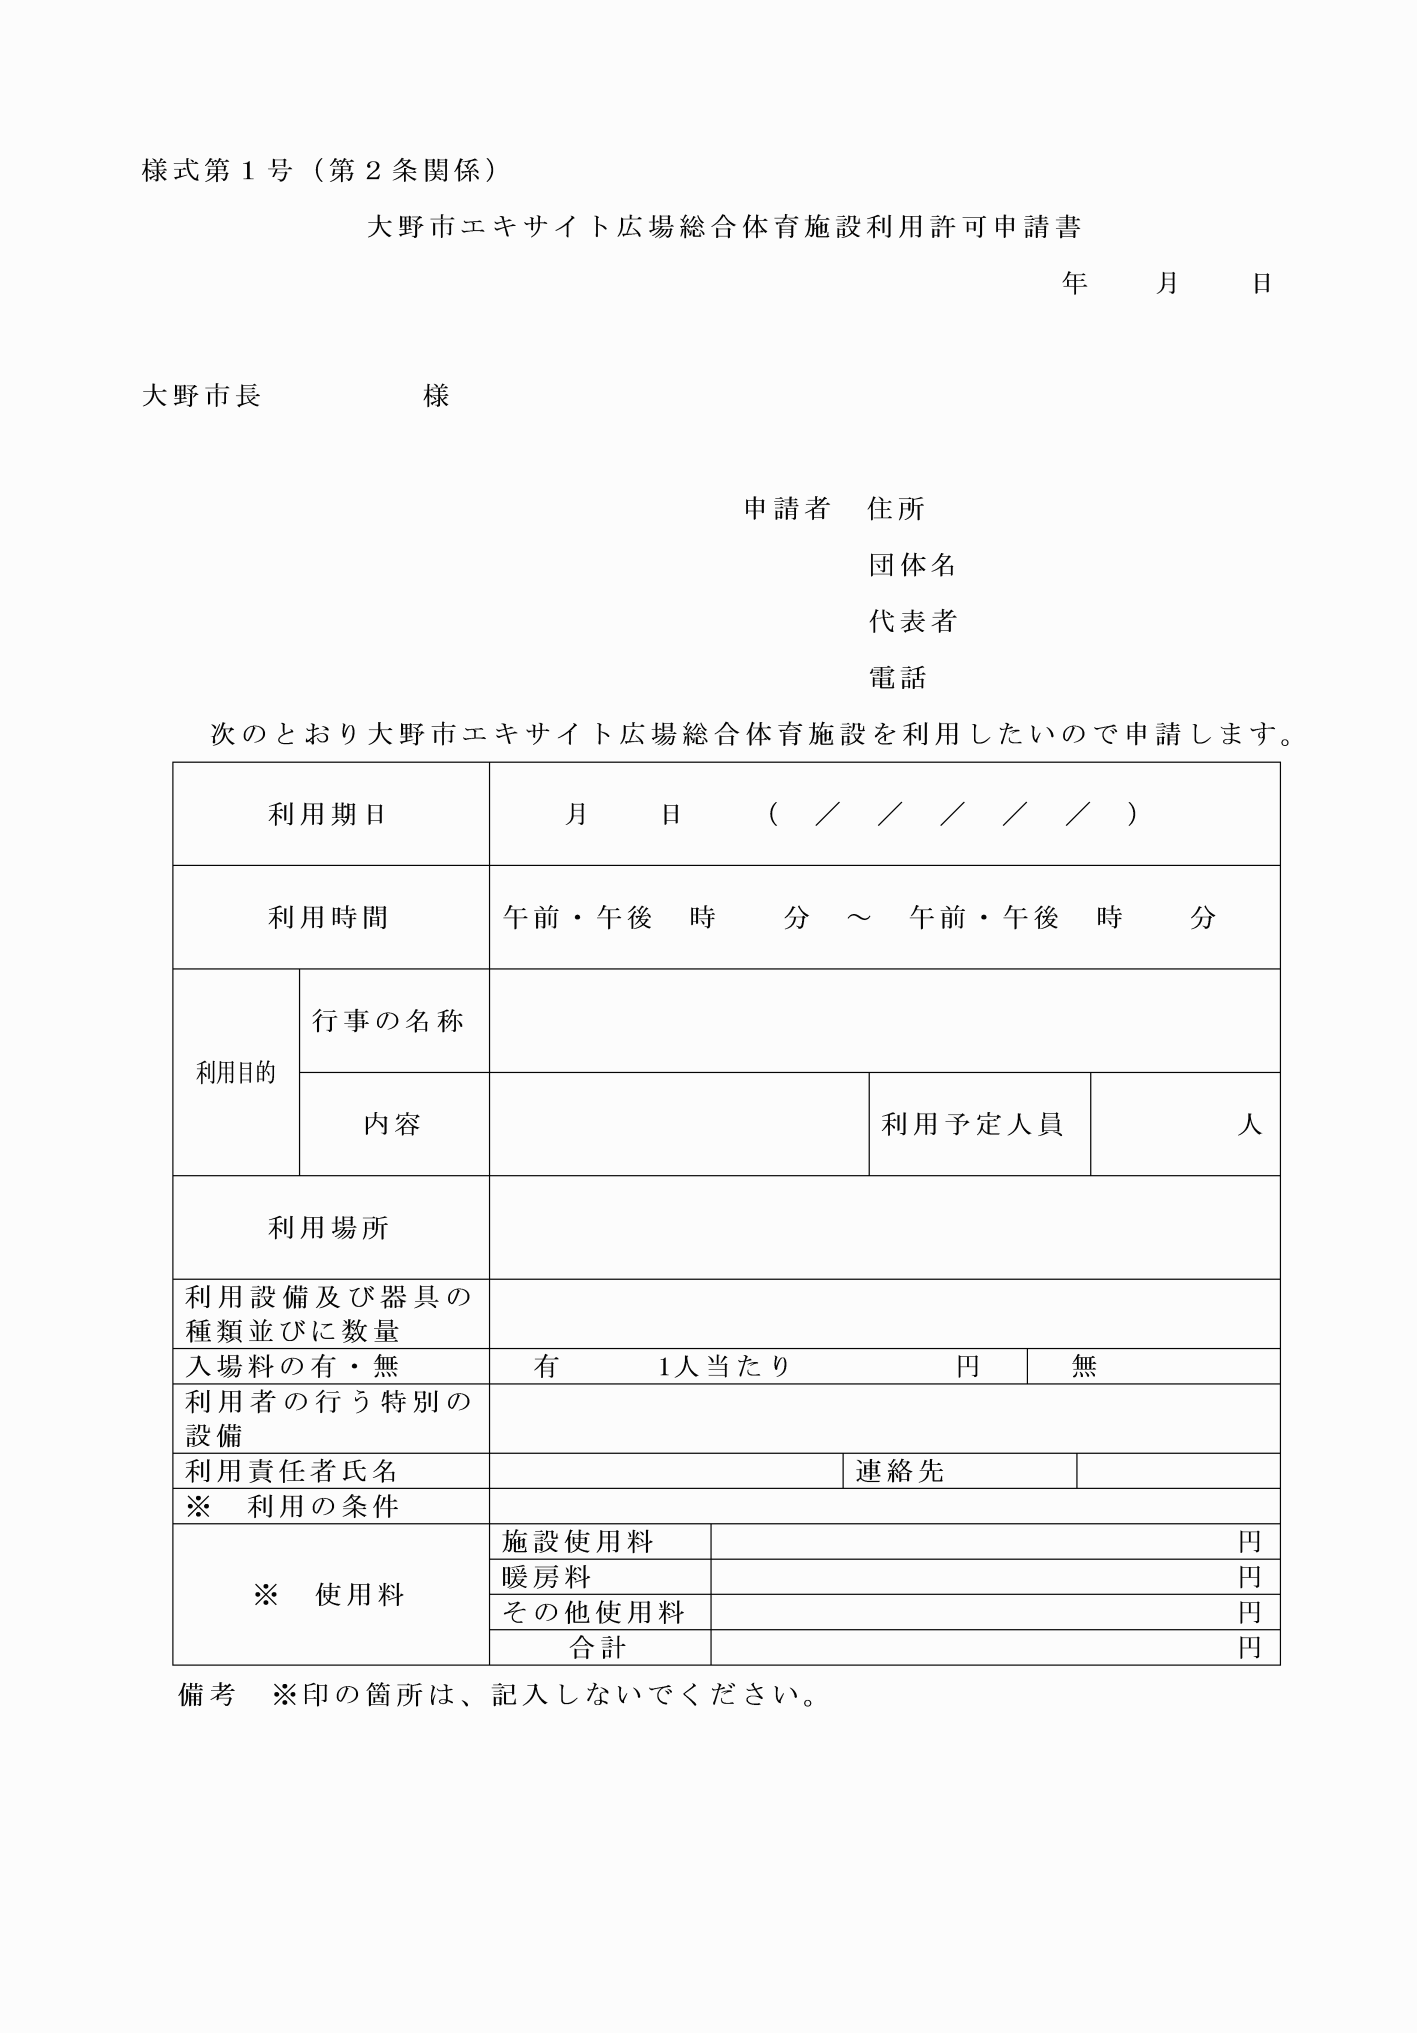 様式第１号（第２条関係）
大野市エキサイト広場総合体育施設利用許可申請書
年　　月　　日
大野市長　　　　　様
申請者　住所
団体名
代表者
電話
次のとおり大野市エキサイト広場総合体育施設を利用したいので申請します。
利用期日　月　　日　　（　／　／　／　／　／　）
利用時間　午前・午後　時　　分　～　午前・午後　時　　分
利用目的
行事の名称
内容　利用予定人員　人
利用場所
利用設備及び器具の
種類並びに数量
入場料の有・無　有　　　1人当たり　　　　　円　無
利用者の行う特別の
設備
利用責任者氏名　連絡先
※　利用の条件
※　使用料
施設使用料　円
暖房料　円
その他使用料　円
合計　円
備考　※印の箇所は、記入しないでください。